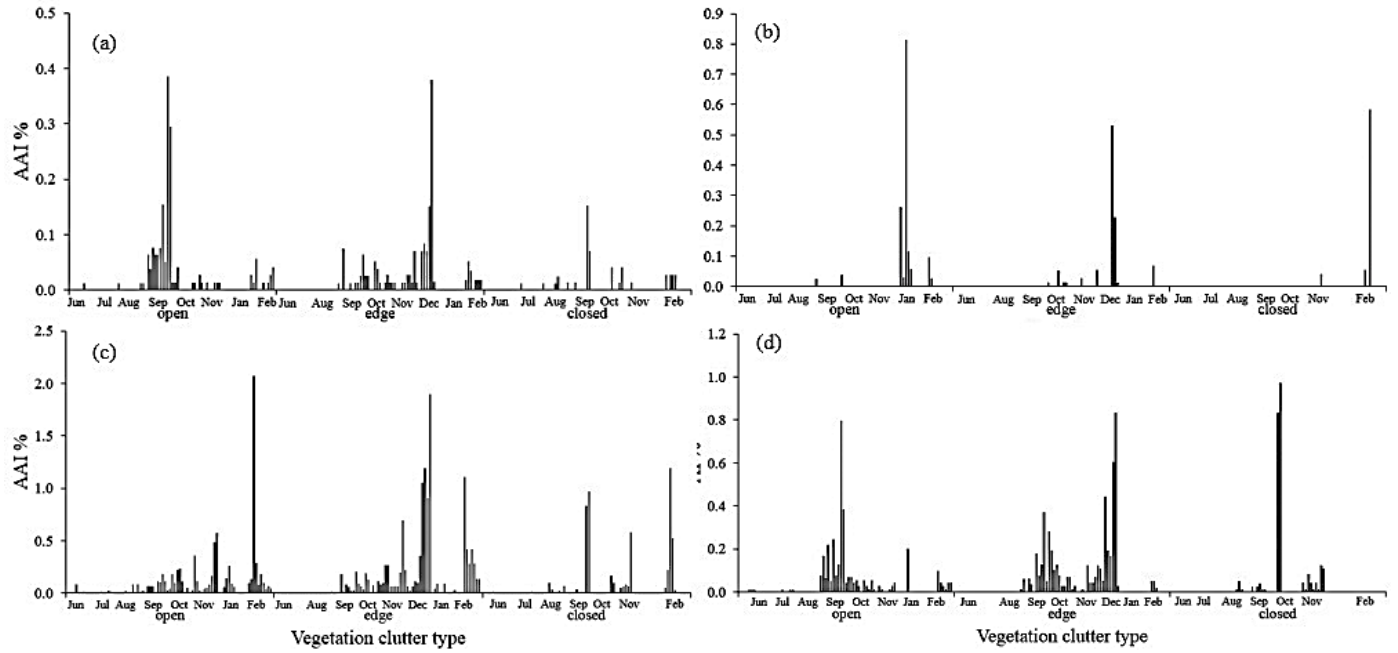 (a)
AAI %
0.5
0.4
0.3
0.2
0.1
0.0
Jun Jul Aug Sep Oct Nov Jan Feb Jun Aug Sep Oct Nov Dec Jan Feb Jun Jul Aug Sep Oct Nov Feb
open edge closed
(b)
0.9
0.8
0.7
0.6
0.5
0.4
0.3
0.2
0.1
0.0
Jun Jul Aug Sep Oct Nov Jan Feb Jun Aug Sep Oct Nov Dec Jan Feb Jun Jul Aug Sep Oct Nov Feb
open edge closed
(c)
AAI %
2.5
2.0
1.5
1.0
0.5
0.0
Jun Jul Aug Sep Oct Nov Jan Feb Jun Aug Sep Oct Nov Dec Jan Feb Jun Jul Aug Sep Oct Nov Feb
open edge closed
Vegetation clutter type
(d)
1.2
1.0
0.8
0.6
0.4
0.2
0.0
Jun Jul Aug Sep Oct Nov Jan Feb Jun Aug Sep Oct Nov Dec Jan Feb Jun Jul Aug Sep Oct Nov Feb
open edge closed
Vegetation clutter type